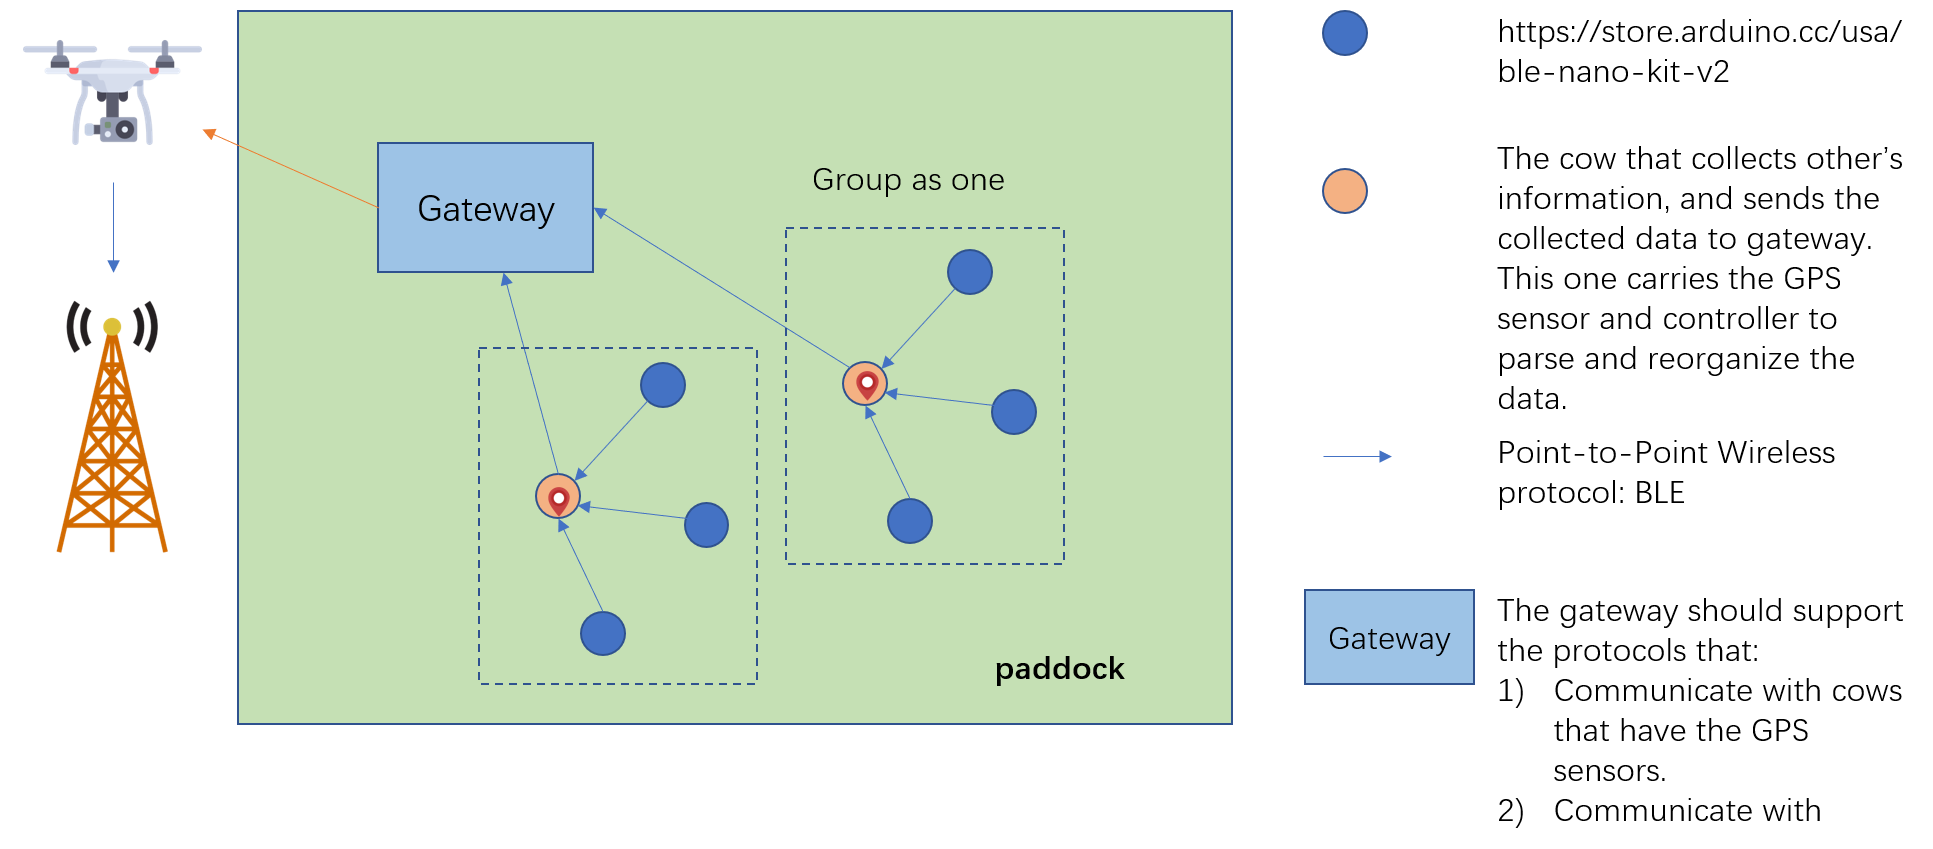 Gateway
Group as one
paddock
https://store.arduino.cc/usa/
ble-nano-kit-v2
The cow that collects other’s
information, and sends the
collected data to gateway.
This one carries the GPS
sensor and controller to
parse and reorganize the
data.
Point-to-Point Wireless
protocol: BLE
Gateway
The gateway should support
the protocols that:
1) Communicate with cows
that have the GPS
sensors.
2) Communicate with